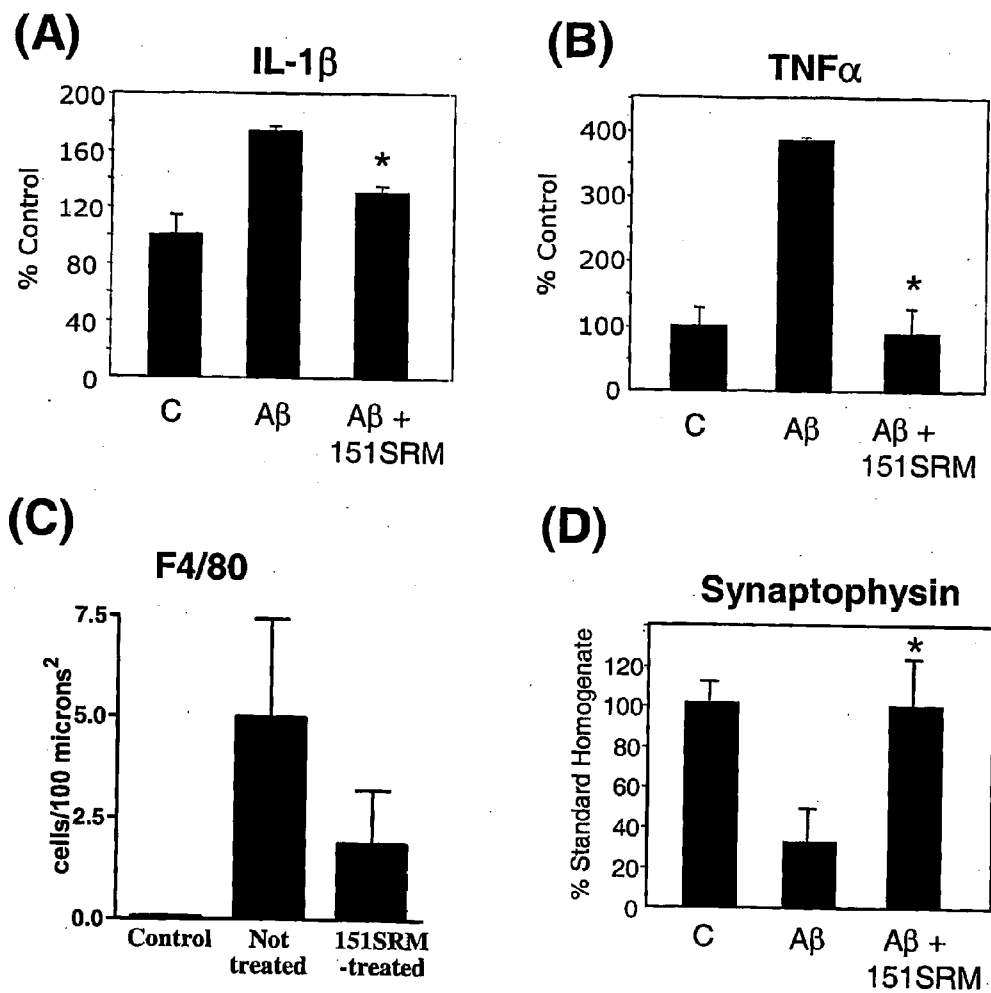 (A)
IL-1β
200
160
120
80
40
0
% Control
*
C
Aβ
Aβ +
151SRM
(B)
TNFα
400
300
200
100
0
% Control
*
C
Aβ
Aβ +
151SRM
(C)
F4/80
7.5
5.0
2.5
0.0
cells/100 microns²
Control
Not
treated
151SRM
-treated
(D)
Synaptophysin
120
100
80
60
40
20
0
% Standard Homogenate
*
C
Aβ
Aβ +
151SRM